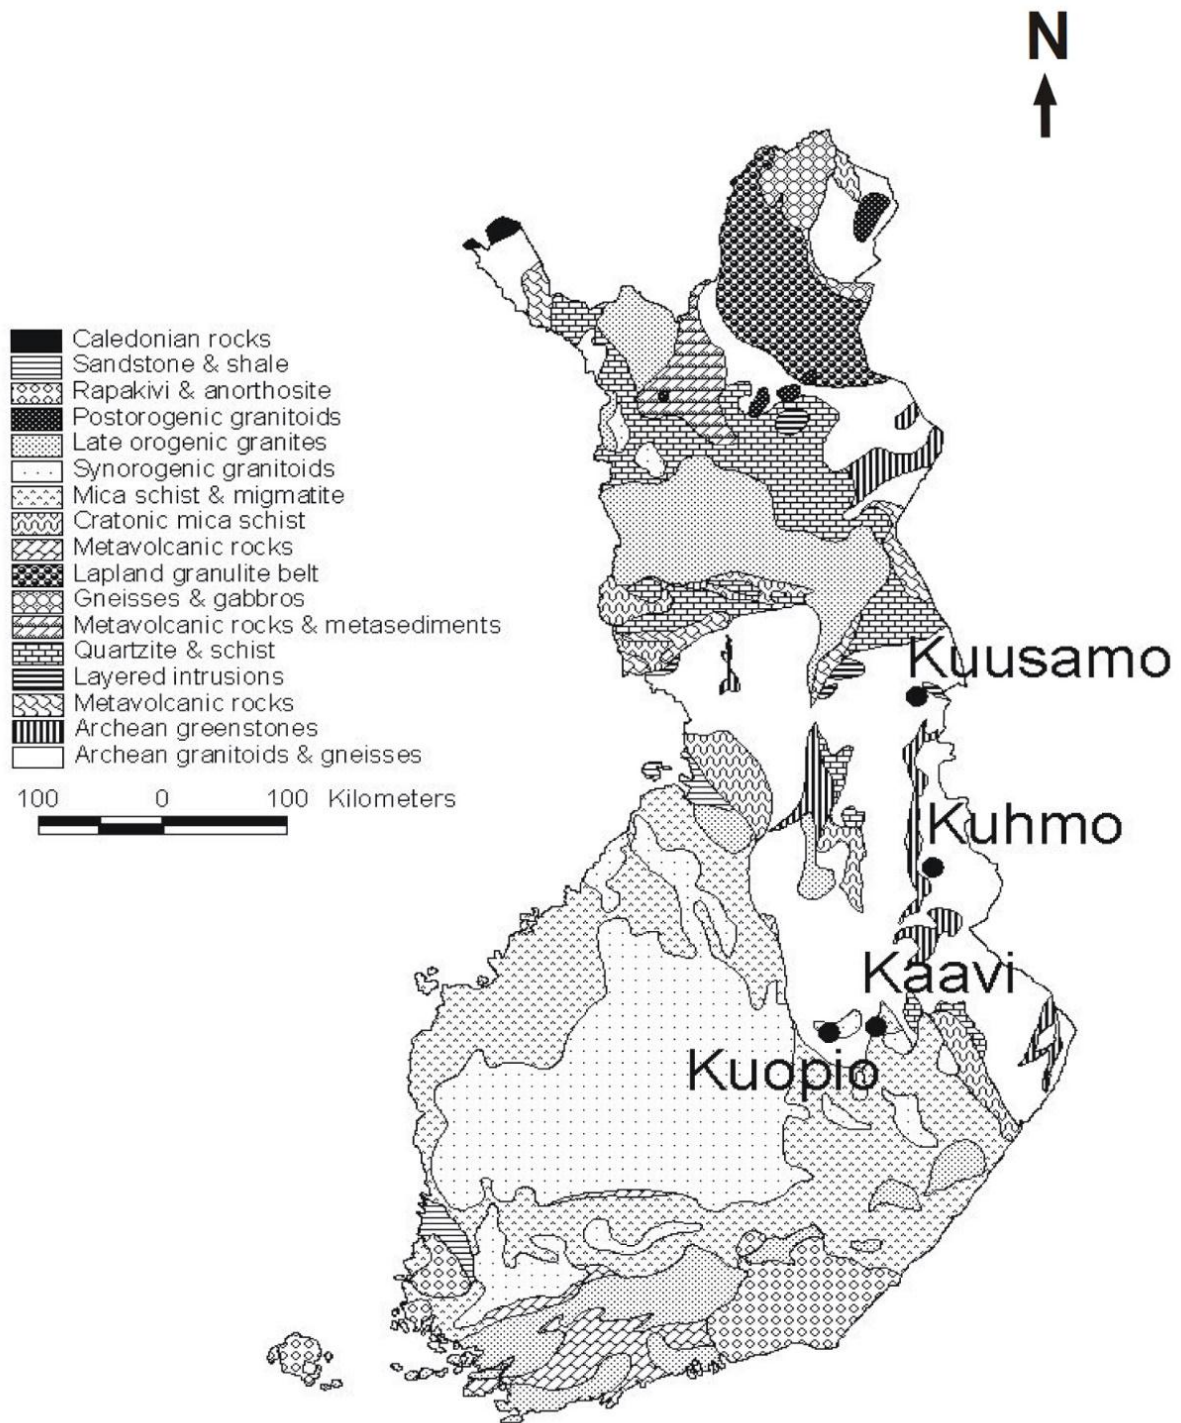 N
Caledonian rocks
Sandstone & shale
Rapakivi & anorthosite
Postorogenic granitoids
Late orogenic granites
Synorogenic granitoids
Mica schist & migmatite
Cratonic mica schist
Metavolcanic rocks
Lapland granulite belt
Gneisses & gabbros
Metavolcanic rocks & metasediments
Quartzite & schist
Layered intrusions
Metavolcanic rocks
Archean greenstones
Archean granitoids & gneisses
100 0 100 Kilometers
Kuusamo
Kuhmo
Kaavi
Kuopio